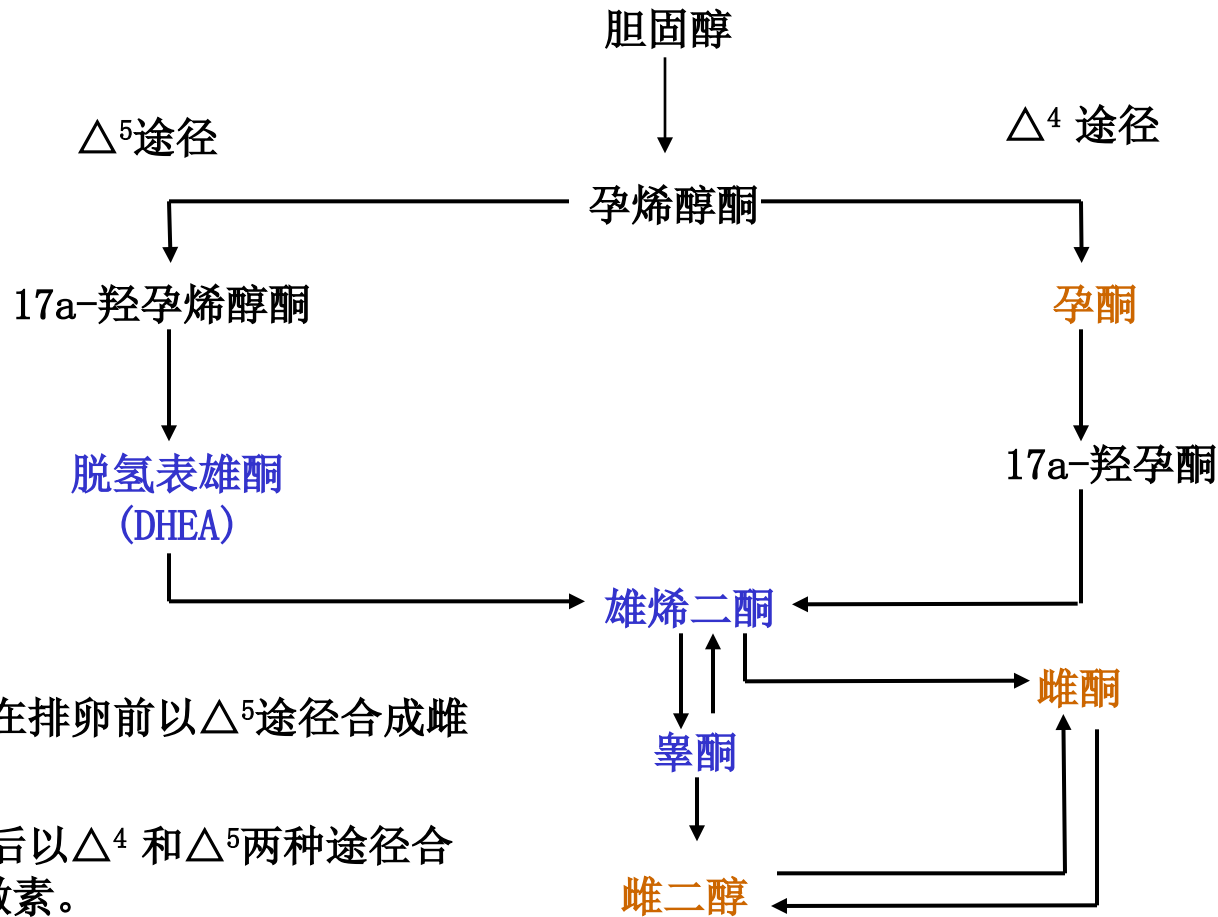 胆固醇
△⁵途径
△⁴ 途径
孕烯醇酮
17a-羟孕烯醇酮
孕酮
脱氢表雄酮
(DHEA)
17a-羟孕酮
雄烯二酮
雌酮
在排卵前以△⁵途径合成雌
睾酮
后以△⁴ 和△⁵两种途径合
激素。
雌二醇